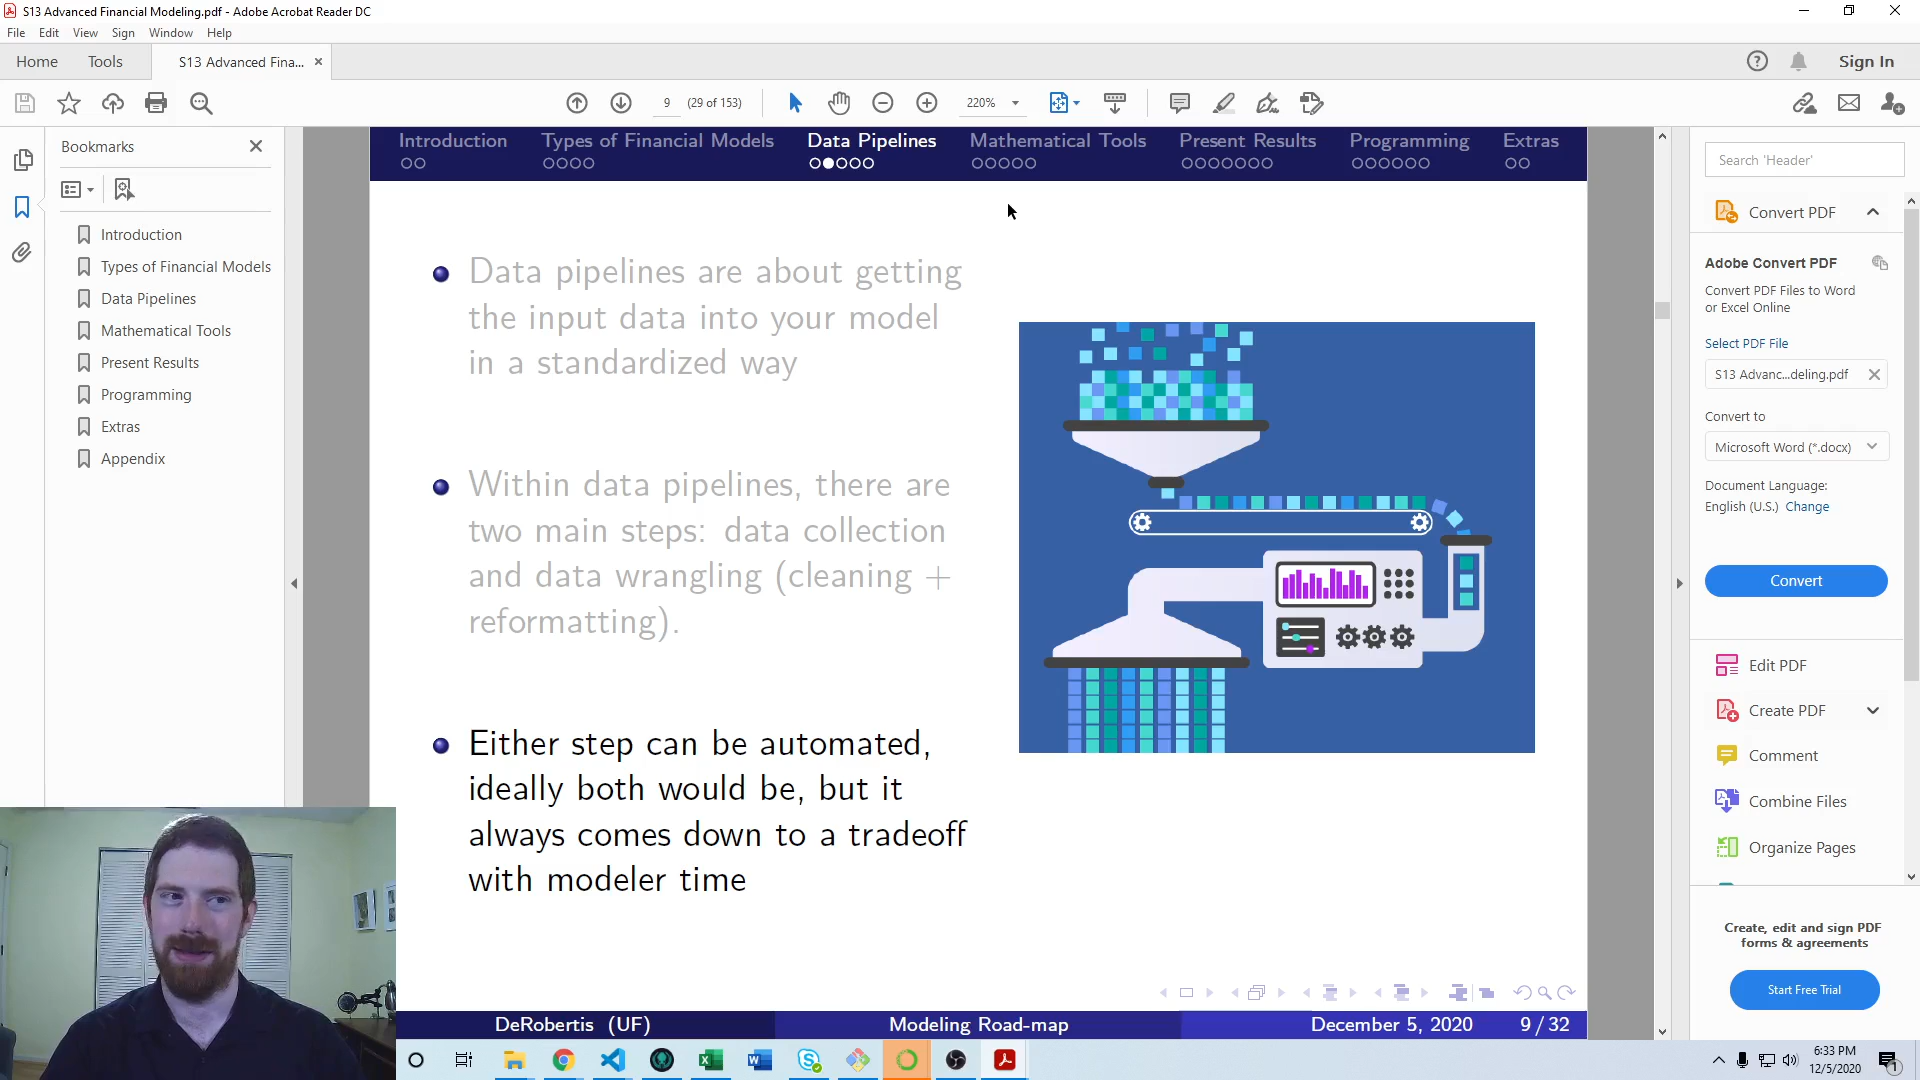 S13 Advanced Financial Modeling.pdf - Adobe Acrobat Reader DC
File Edit View Sign Window Help
Home Tools S13 Advanced Fina... Sign In
9 (29 of 153) 220%
Bookmarks
Introduction
Types of Financial Models
Data Pipelines
Mathematical Tools
Present Results
Programming
Extras
Appendix
Introduction Types of Financial Models Data Pipelines Mathematical Tools Present Results Programming Extras
Data pipelines are about getting
the input data into your model
in a standardized way
Within data pipelines, there are
two main steps: data collection
and data wrangling (cleaning +
reformatting).
Either step can be automated,
ideally both would be, but it
always comes down to a tradeoff
with modeler time
DeRobertis (UF) Modeling Road-map December 5, 2020 9 / 32
Search 'Header'
Convert PDF
Adobe Convert PDF
Convert PDF Files to Word
or Excel Online
Select PDF File
S13 Advanc...deling.pdf
Convert to
Microsoft Word (*.docx)
Document Language:
English (U.S.) Change
Convert
Edit PDF
Create PDF
Comment
Combine Files
Organize Pages
Create, edit and sign PDF
forms & agreements
Start Free Trial
6:33 PM
12/5/2020
1